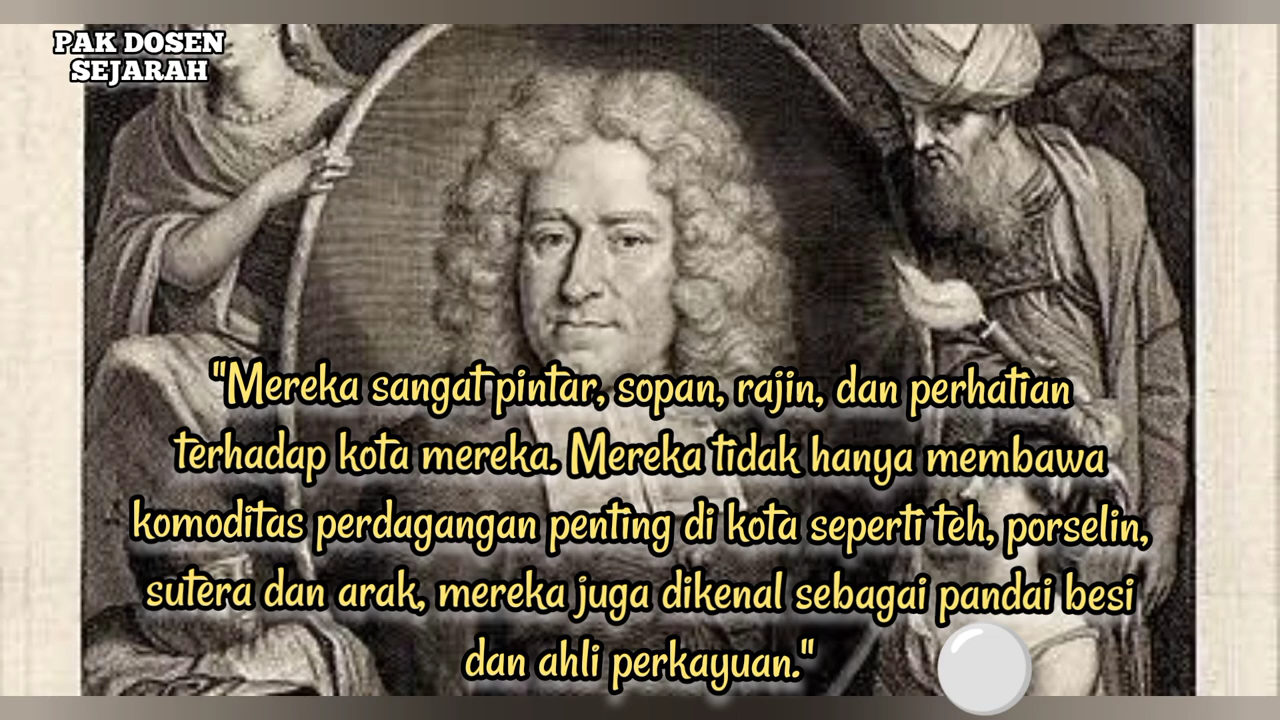 PAK DOSEN
SEJARAH
"Mereka sangat pintar, sopan, rajin, dan perhatian
terhadap kota mereka. Mereka tidak hanya membawa
komoditas perdagangan penting di kota seperti teh, porselin,
sutera dan arak, mereka juga dikenal sebagai pandai besi
dan ahli perkayuan."